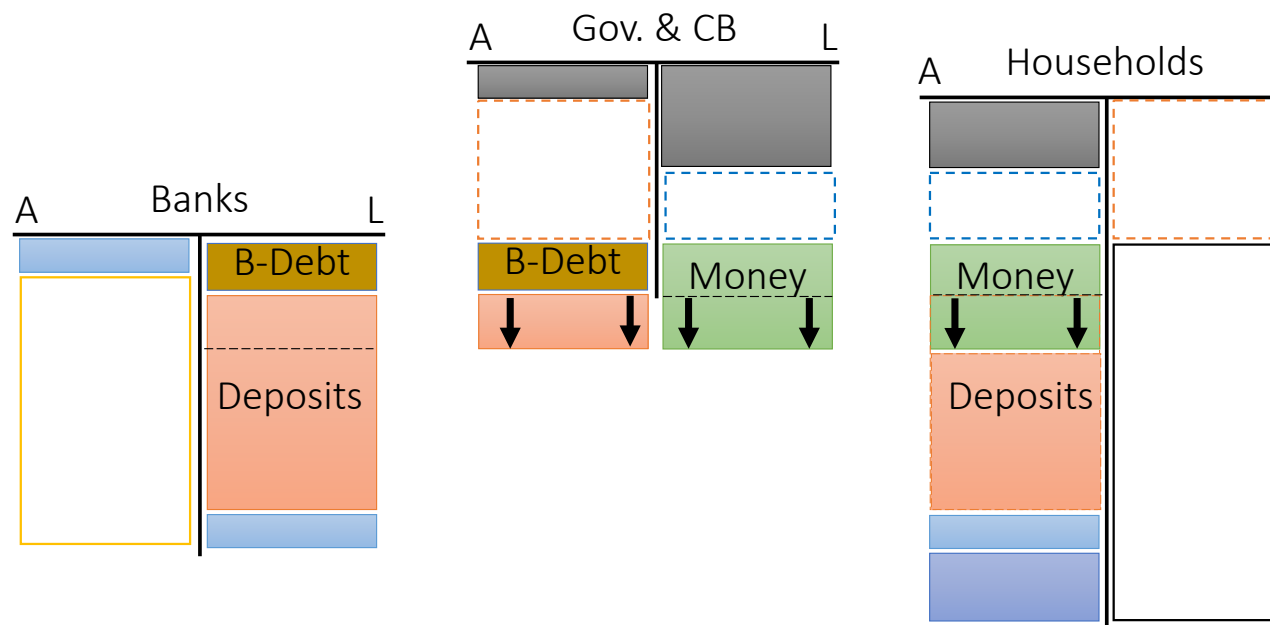 Gov. & CB
A L
Households
A
Banks
A L
B-Debt
Deposits
B-Debt
Money
Money
Deposits